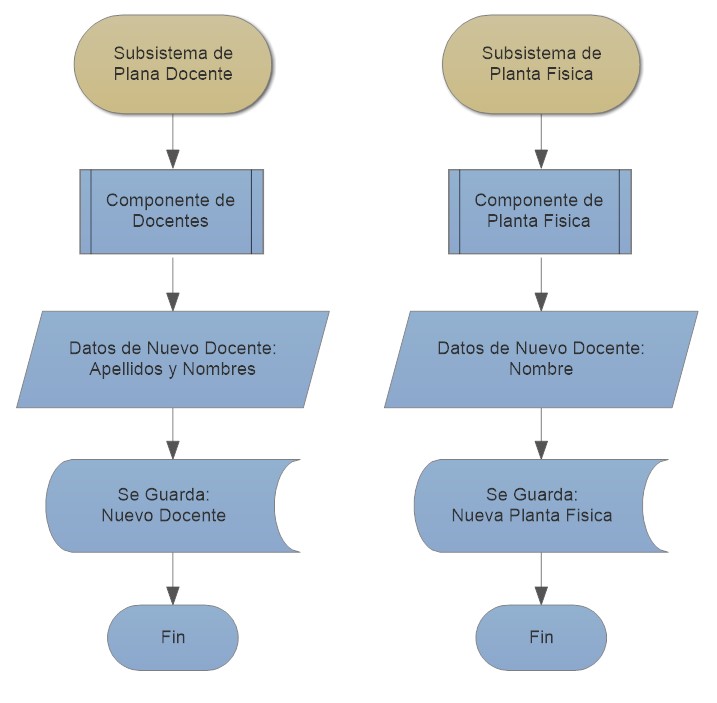 Subsistema de
Plana Docente
Componente de
Docentes
Datos de Nuevo Docente:
Apellidos y Nombres
Se Guarda:
Nuevo Docente
Fin
Subsistema de
Planta Fisica
Componente de
Planta Fisica
Datos de Nuevo Docente:
Nombre
Se Guarda:
Nueva Planta Fisica
Fin